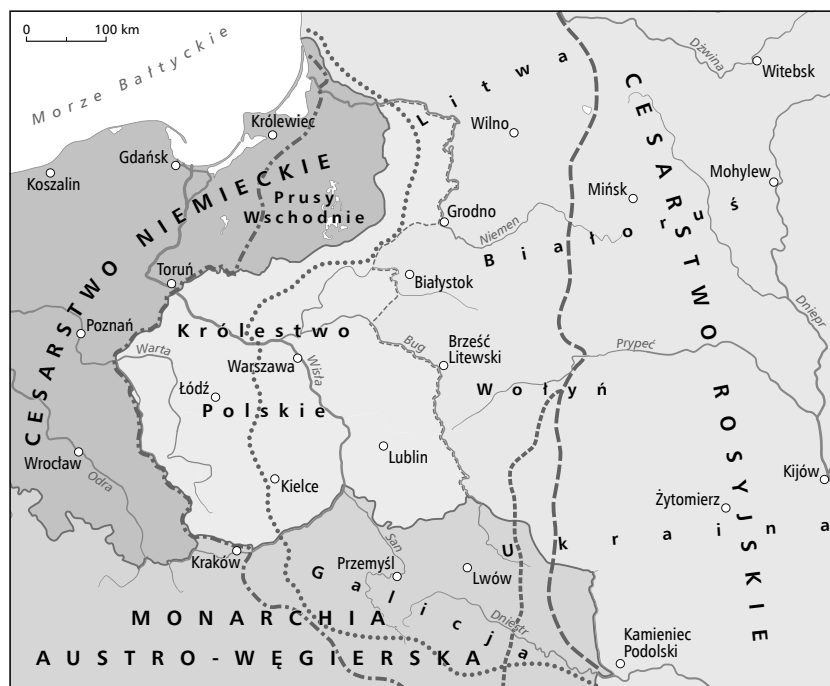 0 100 km
Morze Bałtyckie
Dźwina
Witebsk
Litwa
CESARSTWO ROSYJSKIE
Wilno
Królewiec
Gdańsk
Koszalin
CESARSTWO NIEMIECKIE
Prusy
Wschodnie
Mińsk
Mohylew
Grodno
Niemen
Białoruś
Toruń
Białystok
Dniepr
Poznań
Królestwo
Polskie
Warta
Warszawa
Wisła
Bug
Brześć
Litewski
Prypeć
Łódź
Wołyń
Wrocław
Odra
Lublin
Kielce
Kijów
Żytomierz
Ukraina
Kraków
San
Przemyśl
Lwów
Galicja
Dniestr
MONARCHIA
AUSTRO-WĘGIERSKA
Kamieniec
Podolski